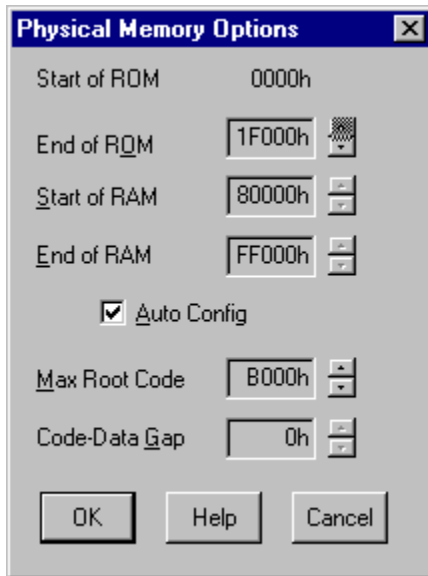 Physical Memory Options
Start of ROM 0000h
End of ROM 1F000h
Start of RAM 80000h
End of RAM FF000h
Auto Config
Max Root Code B000h
Code-Data Gap 0h
OK Help Cancel